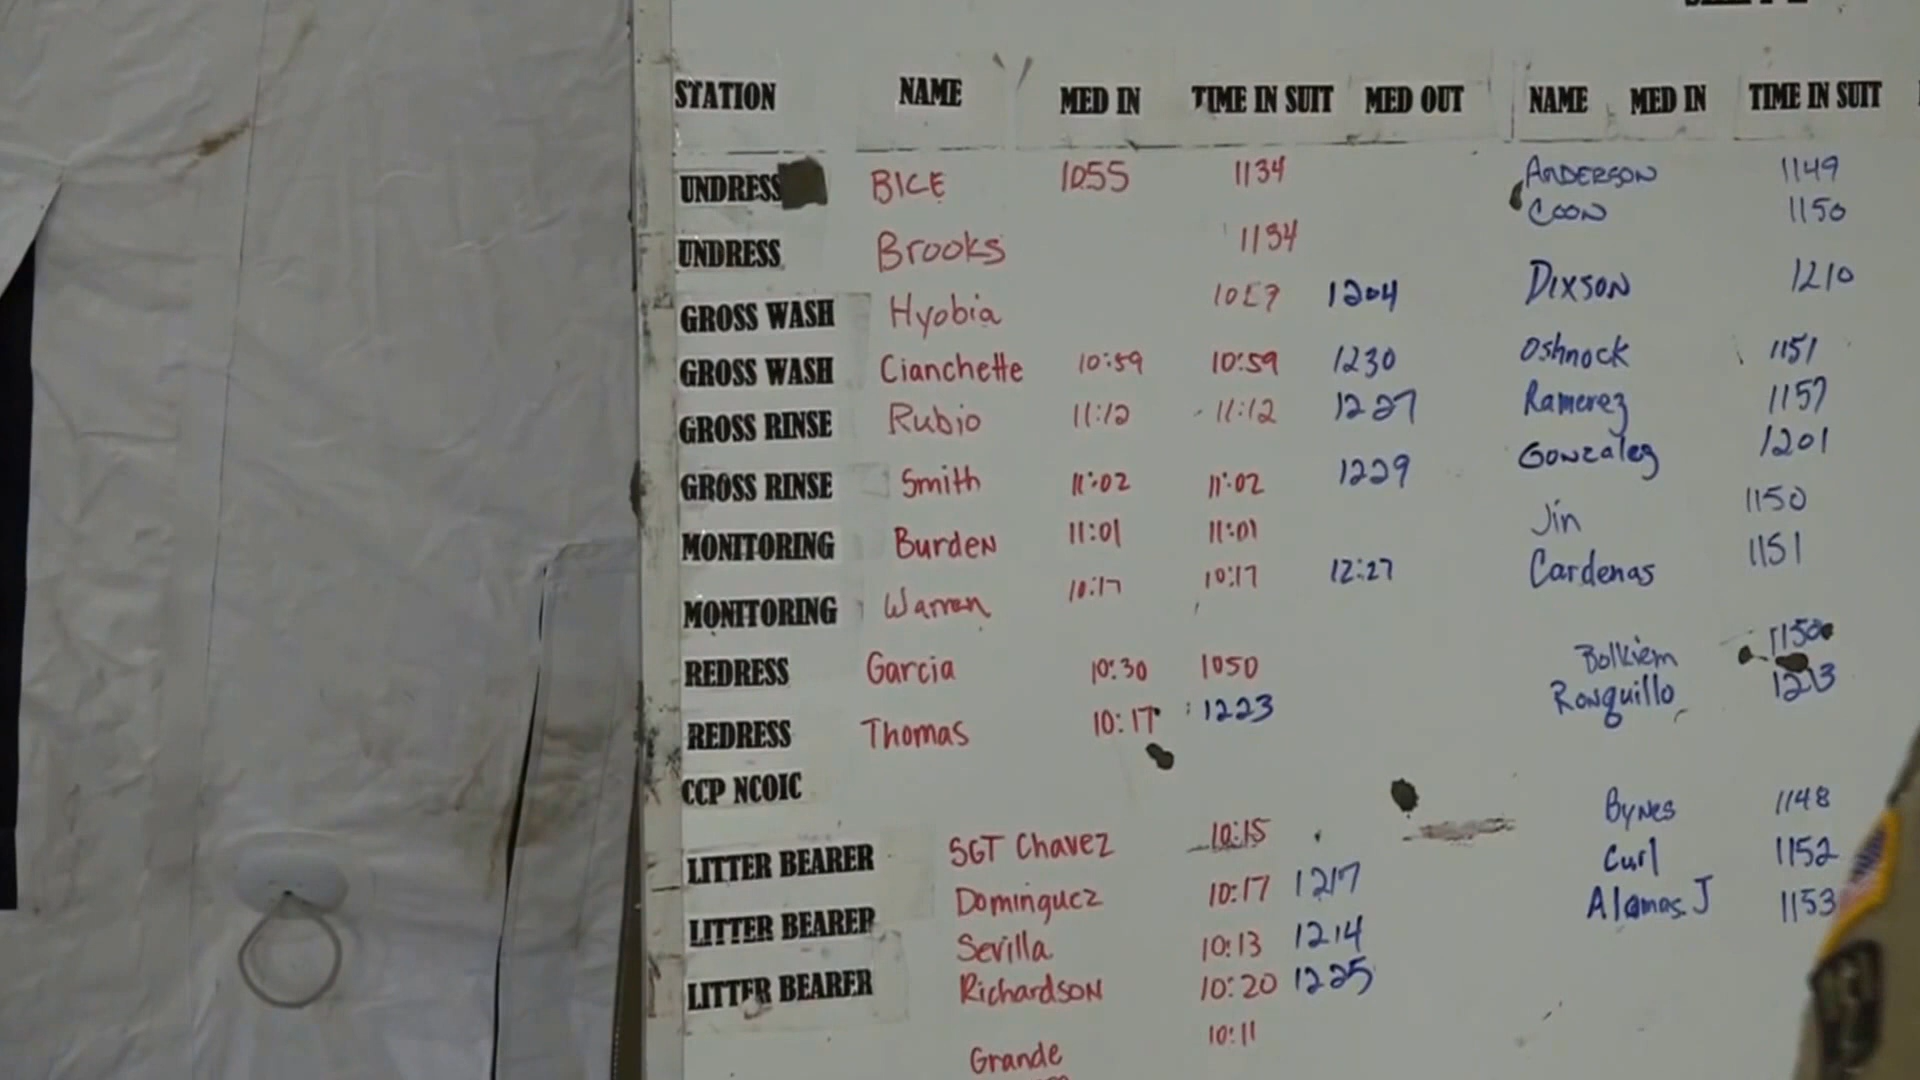 STATION NAME MED IN TIME IN SUIT MED OUT NAME MED IN TIME IN SUIT
UNDRESS BICE 1055 1134 ANDERSON 1149
COON 1150
UNDRESS Brooks 1134
GROSS WASH Hyobia 1204 DIXSON 1210
GROSS WASH Cianchette 10:59 10:59 1230 Oshnock 1151
GROSS RINSE Rubio 11:12 11:12 1227 Ramerez 1157
GROSS RINSE Smith 11:02 11:02 1229 Gonzalez 1201
MONITORING Burden 11:01 11:01 Jin 1150
MONITORING Warren 10:17 10:17 12:27 Cardenas 1151
REDRESS Garcia 10:30 1050 Bolkiem 1150
REDRESS Thomas 10:17 1223 Ronquillo 1213
CCP NCOIC
LITTER BEARER SGT Chavez 10:15 Bynes 1148
Dominguez 10:17 1217 Curl 1152
LITTER BEARER Sevilla 10:13 1214 Alamos J 1153
LITTER BEARER Richardson 10:20 1225
Grande 10:11